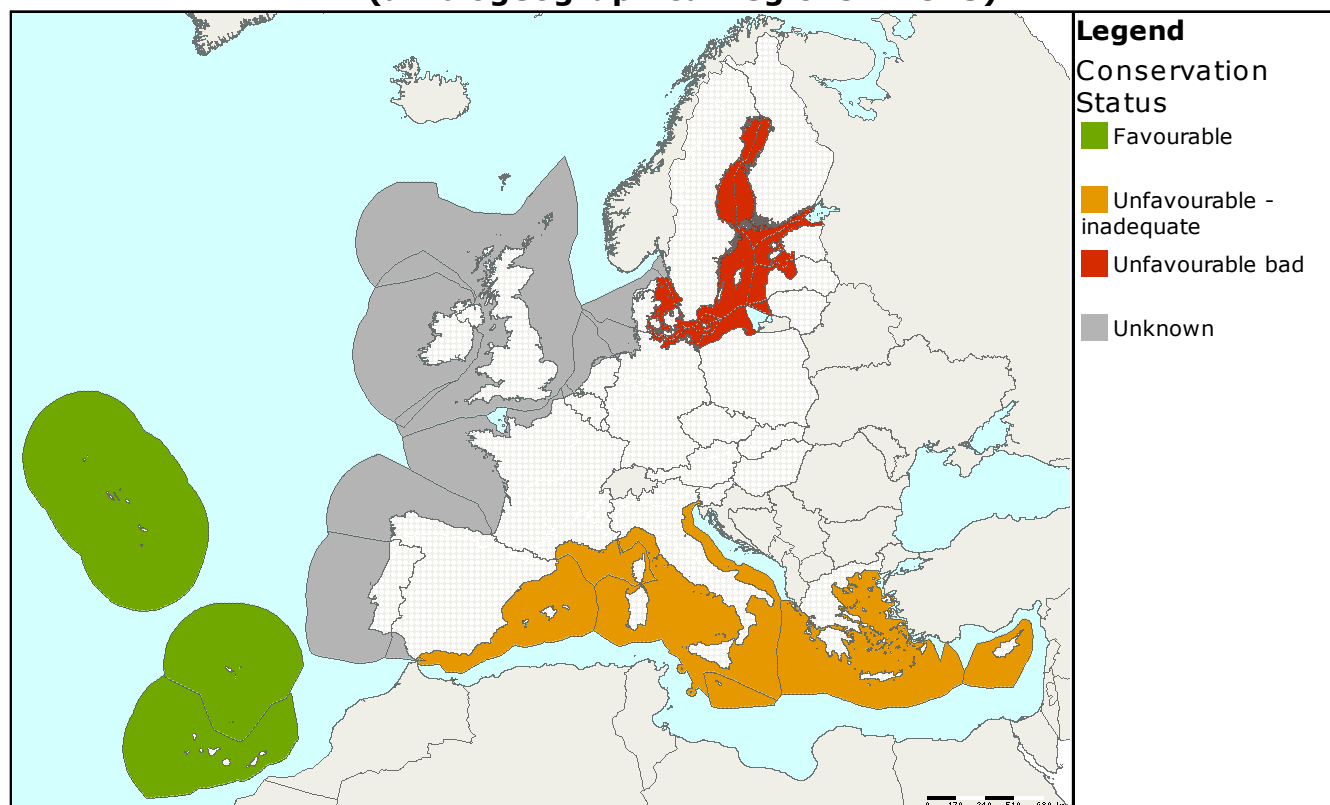 Legend
Conservation
Status
Favourable
Unfavourable -
inadequate
Unfavourable bad
Unknown